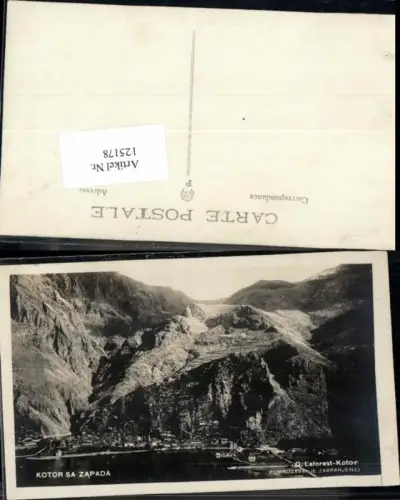 CARTE POSTALE
Correspondance
Adresse
P
Artikel Nr.
125178
KOTOR SA ZAPADA
Laforest-Kotor